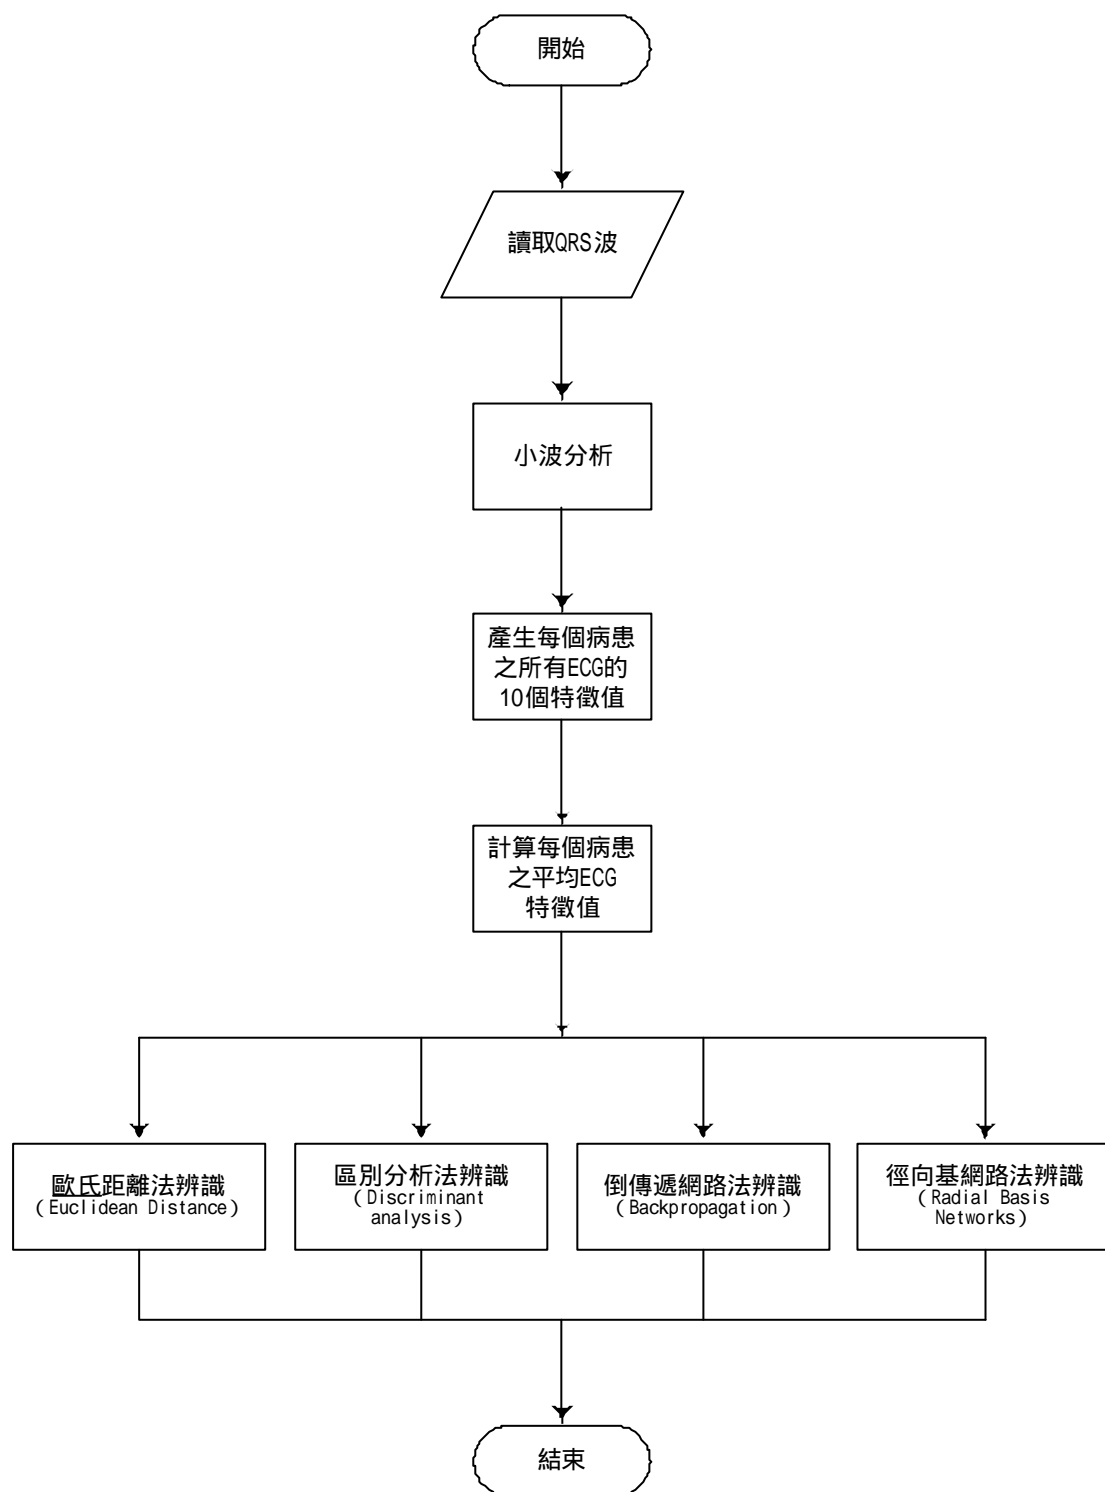 開始
讀取QRS波
小波分析
產生每個病患
之所有ECG的
10個特徵值
計算每個病患
之平均ECG
特徵值
歐氏距離法辨識
(Euclidean Distance)
區別分析法辨識
(Discriminant
analysis)
倒傳遞網路法辨識
(Backpropagation)
徑向基網路法辨識
(Radial Basis
Networks)
結束